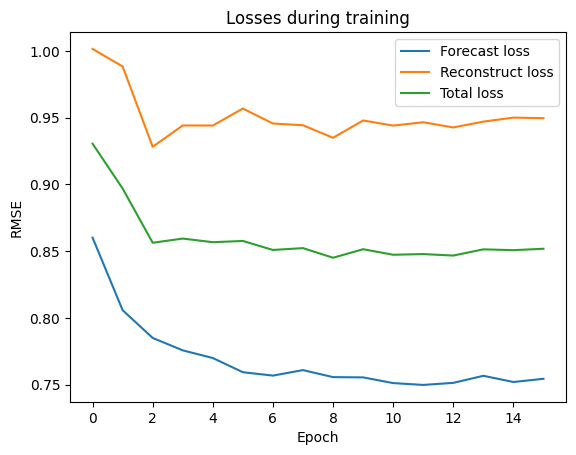 Losses during training
Forecast loss
Reconstruct loss
Total loss
1.00
0.95
0.90
0.85
0.80
0.75
RMSE
0 2 4 6 8 10 12 14
Epoch